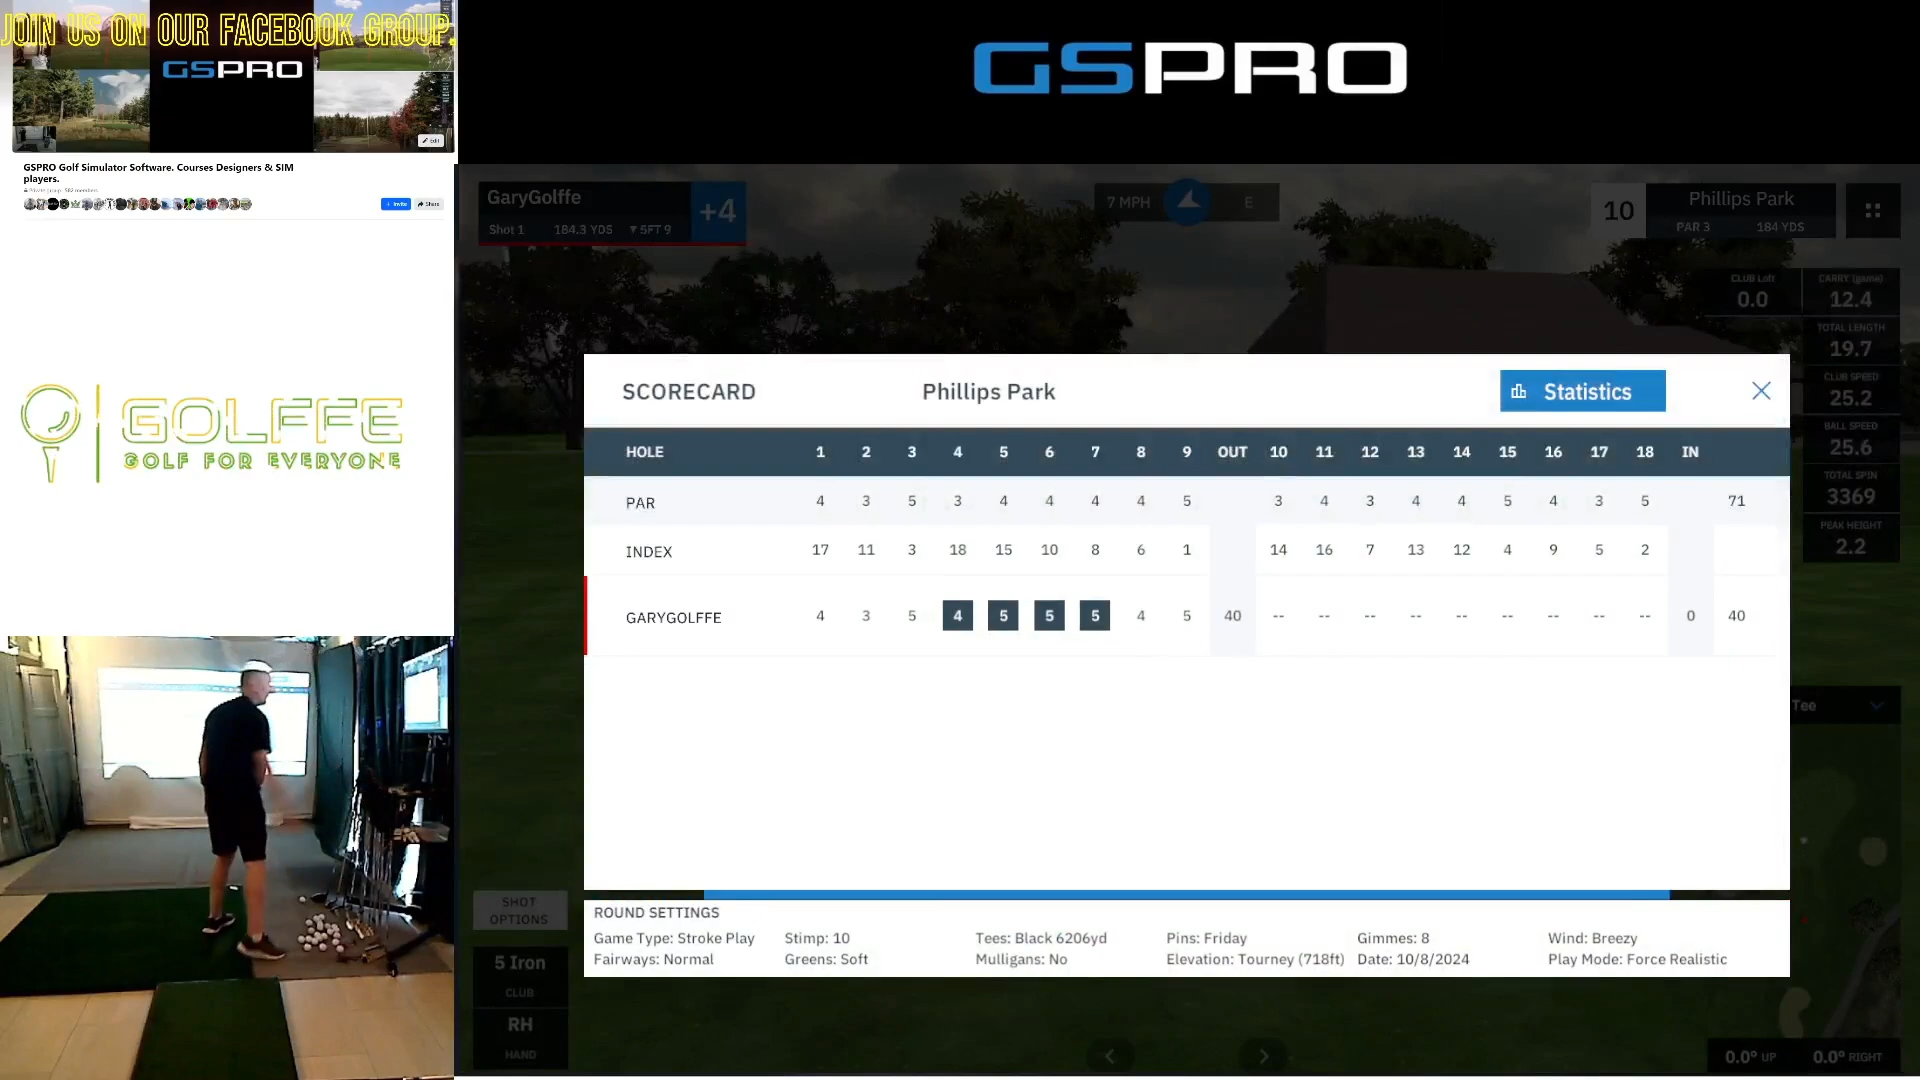 JOIN US ON OUR FACEBOOK GROUP.
GSPRO
Edit
GSPRO Golf Simulator Software. Courses Designers & SIM
players.
Private group · 582 members
+ Invite
Share
GOLFFE
GOLF FOR EVERYONE
GSPRO
GaryGolffe
+4
Shot 1 184.3 YDS ▼5FT 9
7 MPH E
10
Phillips Park
PAR 3 184 YDS
CLUB Loft
0.0
CARRY (game)
12.4
TOTAL LENGTH
19.7
CLUB SPEED
25.2
BALL SPEED
25.6
TOTAL SPIN
3369
PEAK HEIGHT
2.2
SCORECARD Phillips Park Statistics
HOLE 1 2 3 4 5 6 7 8 9 OUT 10 11 12 13 14 15 16 17 18 IN
PAR 4 3 5 3 4 4 4 4 5 3 4 3 4 4 5 4 3 5 71
INDEX 17 11 3 18 15 10 8 6 1 14 16 7 13 12 4 9 5 2
GARYGOLFFE 4 3 5 4 5 5 5 4 5 40 -- -- -- -- -- -- -- -- -- 0 40
Tee
ROUND SETTINGS
Game Type: Stroke Play Stimp: 10 Tees: Black 6206yd Pins: Friday Gimmes: 8 Wind: Breezy
Fairways: Normal Greens: Soft Mulligans: No Elevation: Tourney (718ft) Date: 10/8/2024 Play Mode: Force Realistic
SHOT
OPTIONS
5 Iron
CLUB
RH
HAND
0.0° UP 0.0° RIGHT